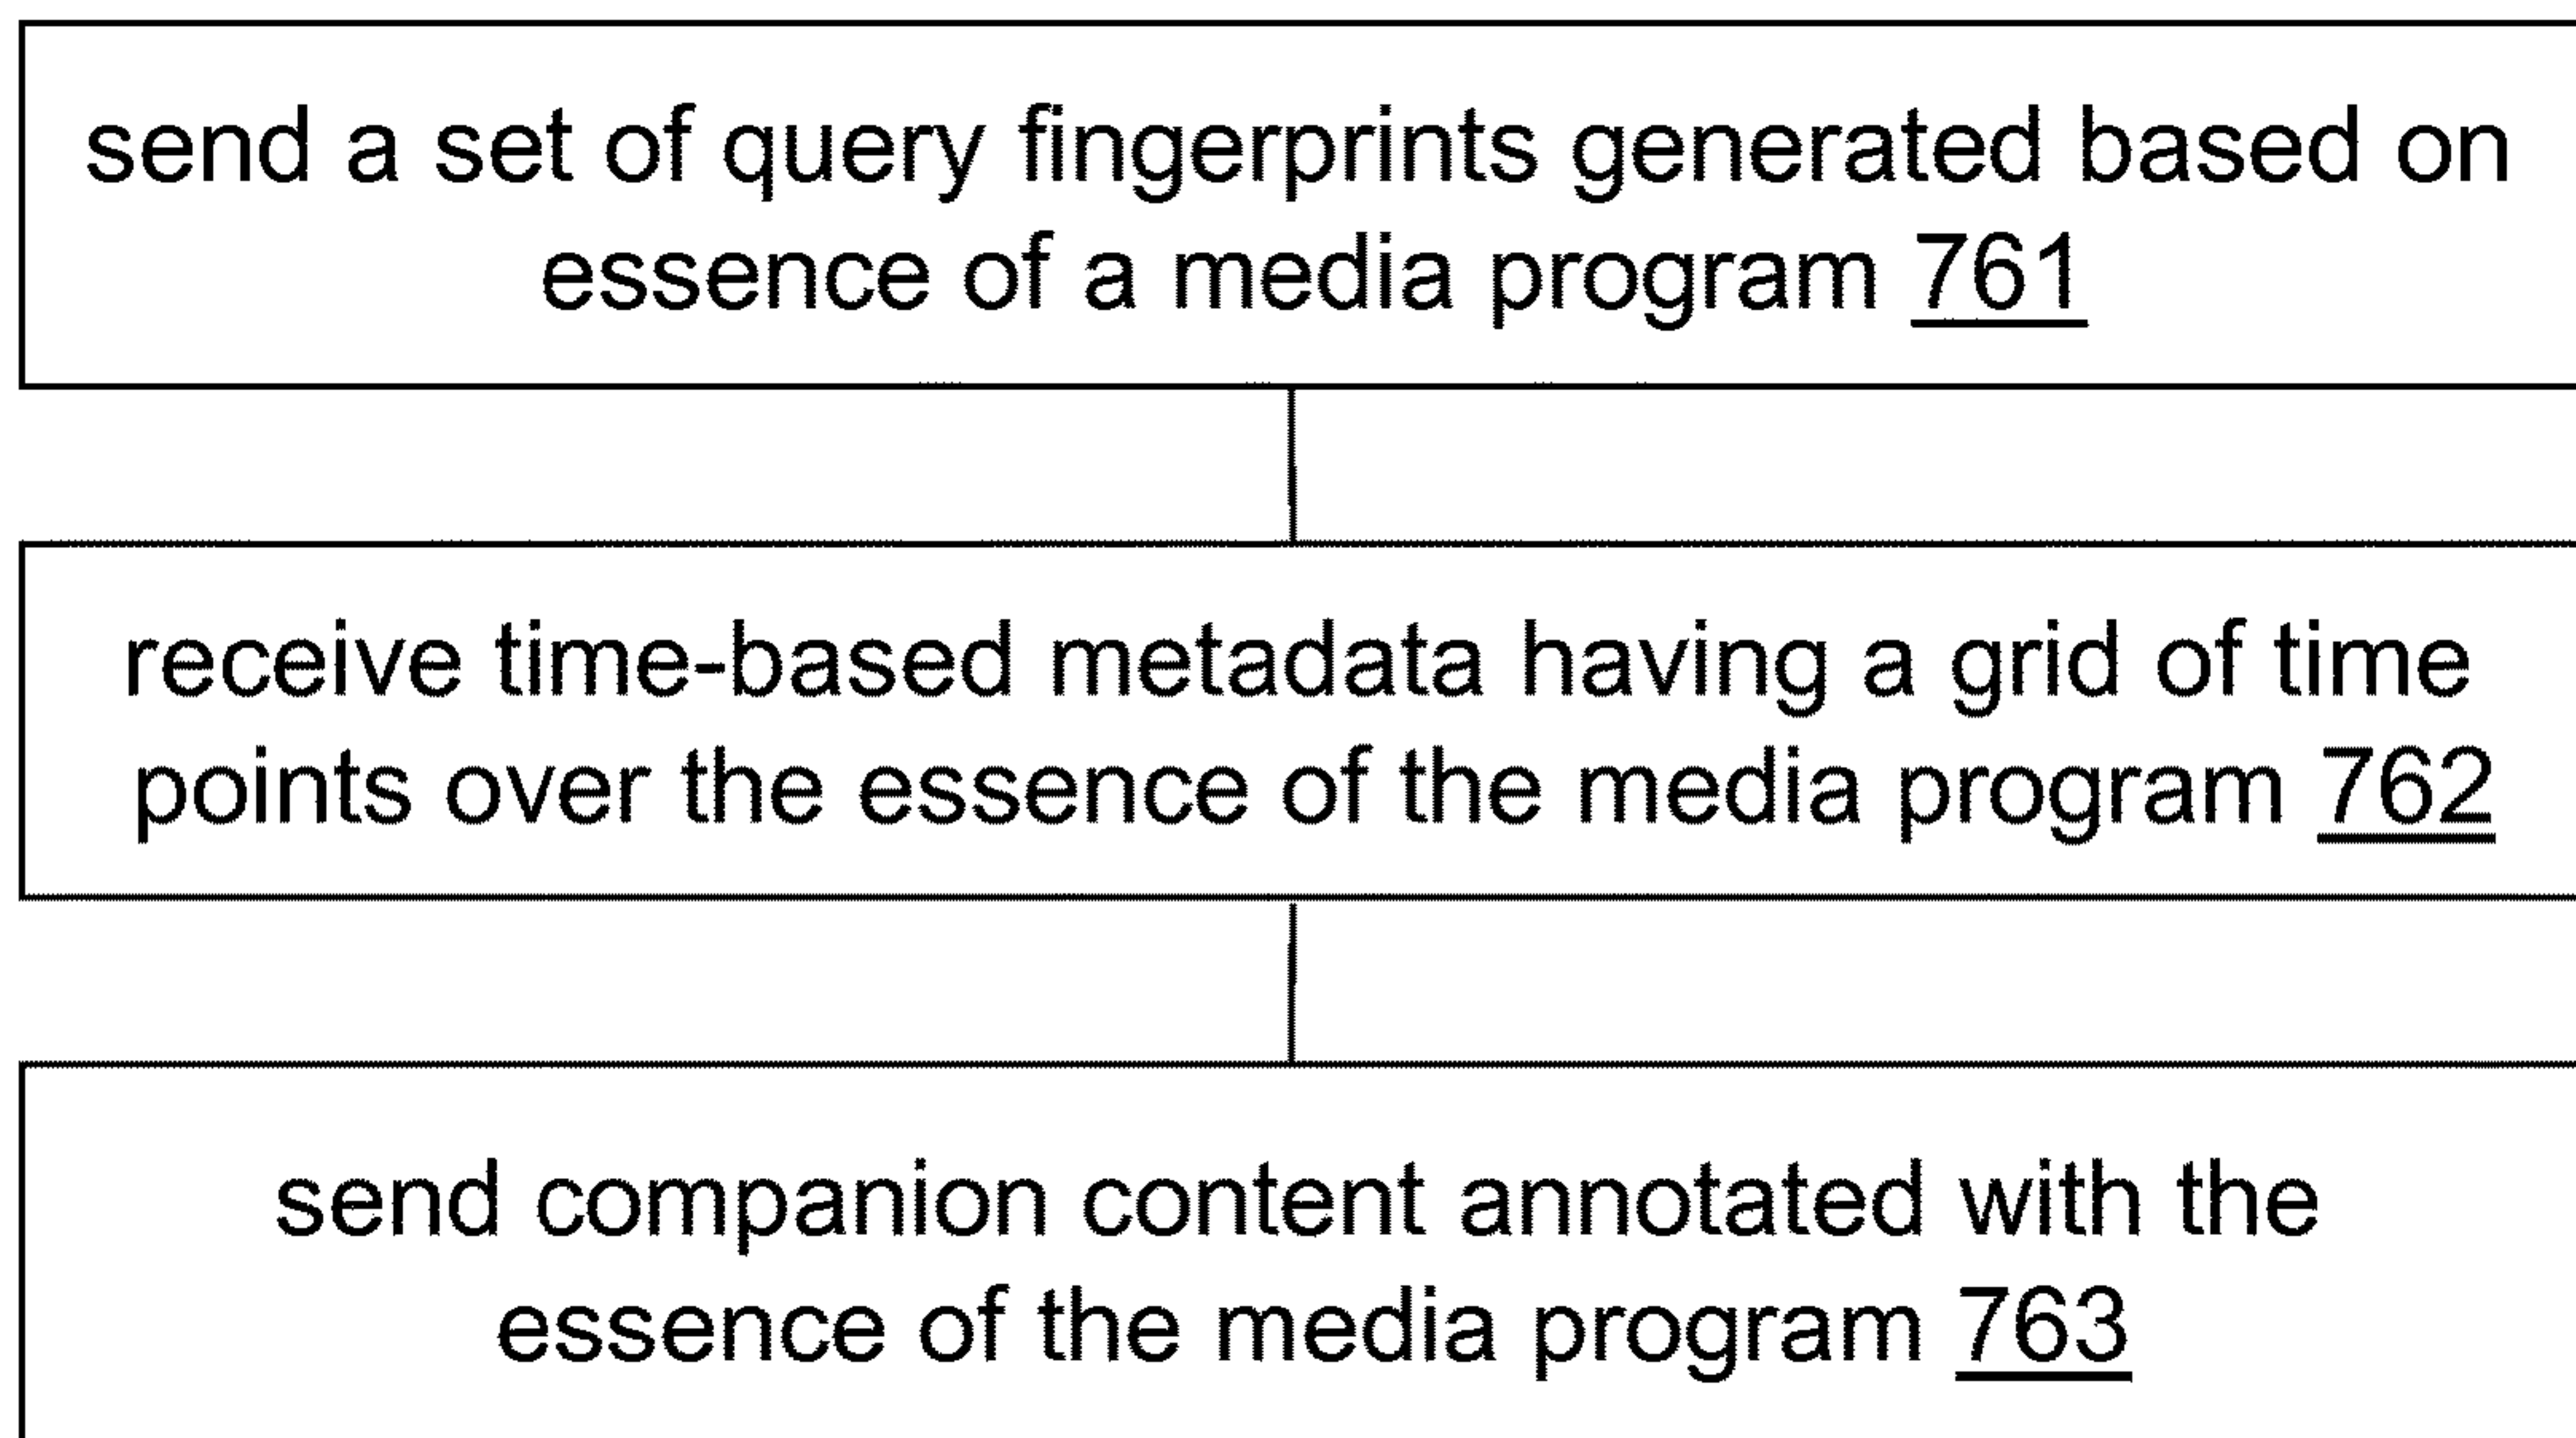 send a set of query fingerprints generated based on
essence of a media program 761
receive time-based metadata having a grid of time
points over the essence of the media program 762
send companion content annotated with the
essence of the media program 763